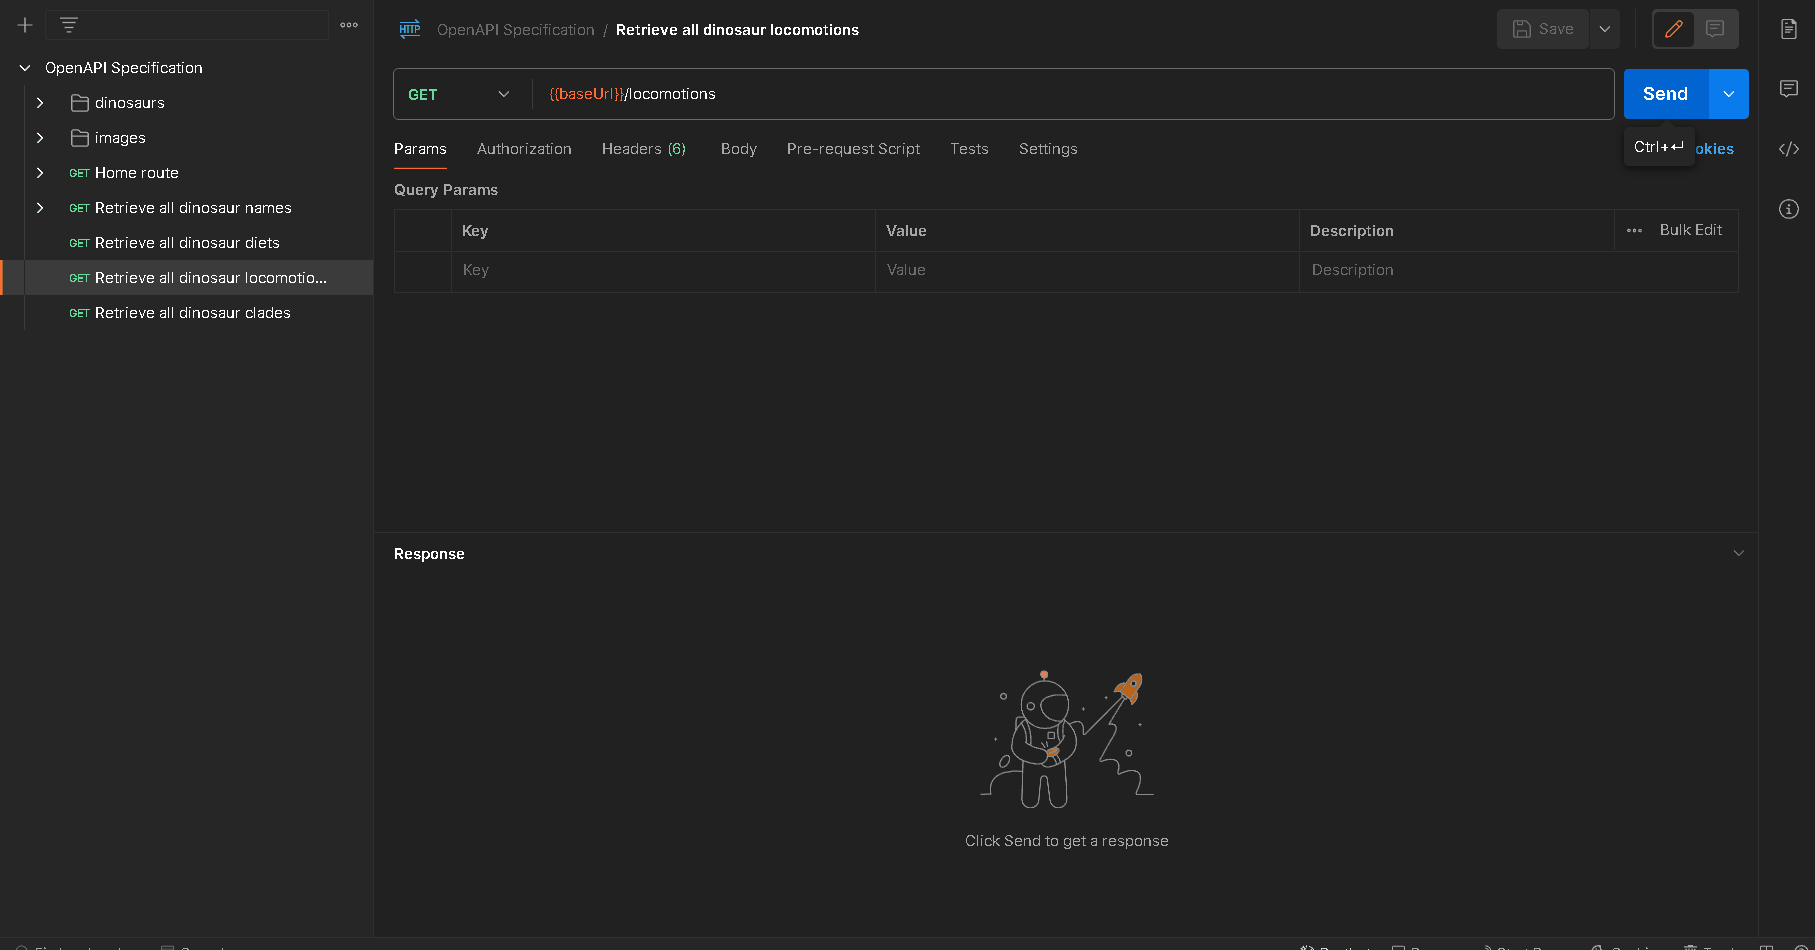 OpenAPI Specification
dinosaurs
images
GET Home route
GET Retrieve all dinosaur names
GET Retrieve all dinosaur diets
GET Retrieve all dinosaur locomotio...
GET Retrieve all dinosaur clades
HTTP OpenAPI Specification / Retrieve all dinosaur locomotions
Save
GET {{baseUrl}}/locomotions
Send
Params Authorization Headers (6) Body Pre-request Script Tests Settings
Ctrl+↵ okies
Query Params
Key Value Description ••• Bulk Edit
Key Value Description
Response
Click Send to get a response